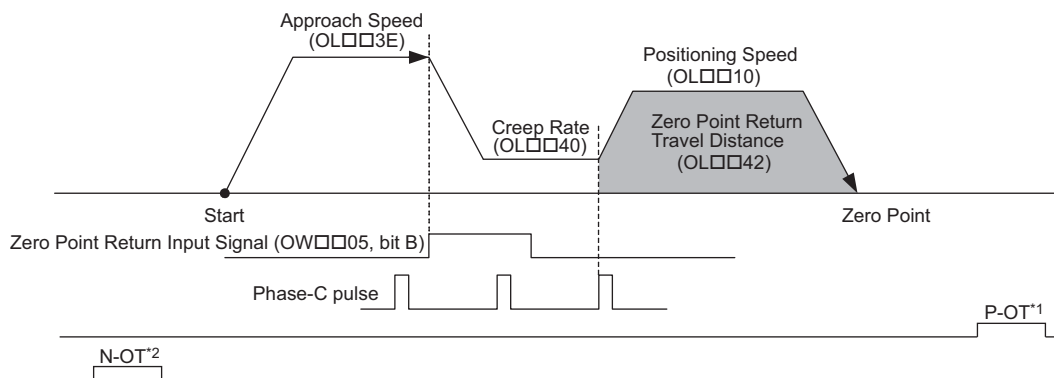 Approach Speed
(OL□□3E)
Positioning Speed
(OL□□10)
Creep Rate
(OL□□40)
Zero Point Return
Travel Distance
(OL□□42)
Start
Zero Point
Zero Point Return Input Signal (OW□□05, bit B)
Phase-C pulse
P-OT*1
N-OT*2